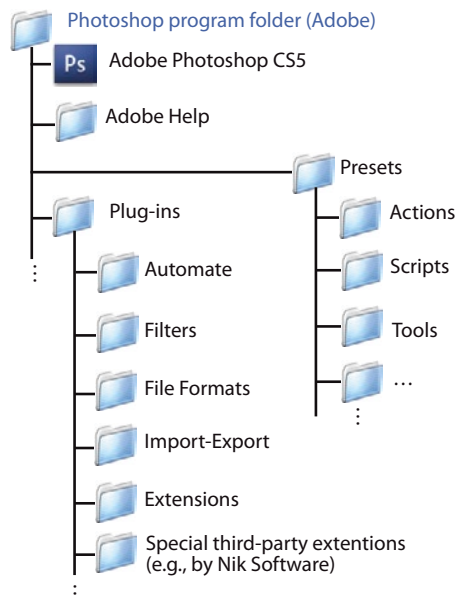 Photoshop program folder (Adobe)
Ps
Adobe Photoshop CS5
Adobe Help
Presets
Plug-ins
Actions
Automate
Scripts
Filters
Tools
File Formats
...
Import-Export
Extensions
Special third-party extentions
(e.g., by Nik Software)